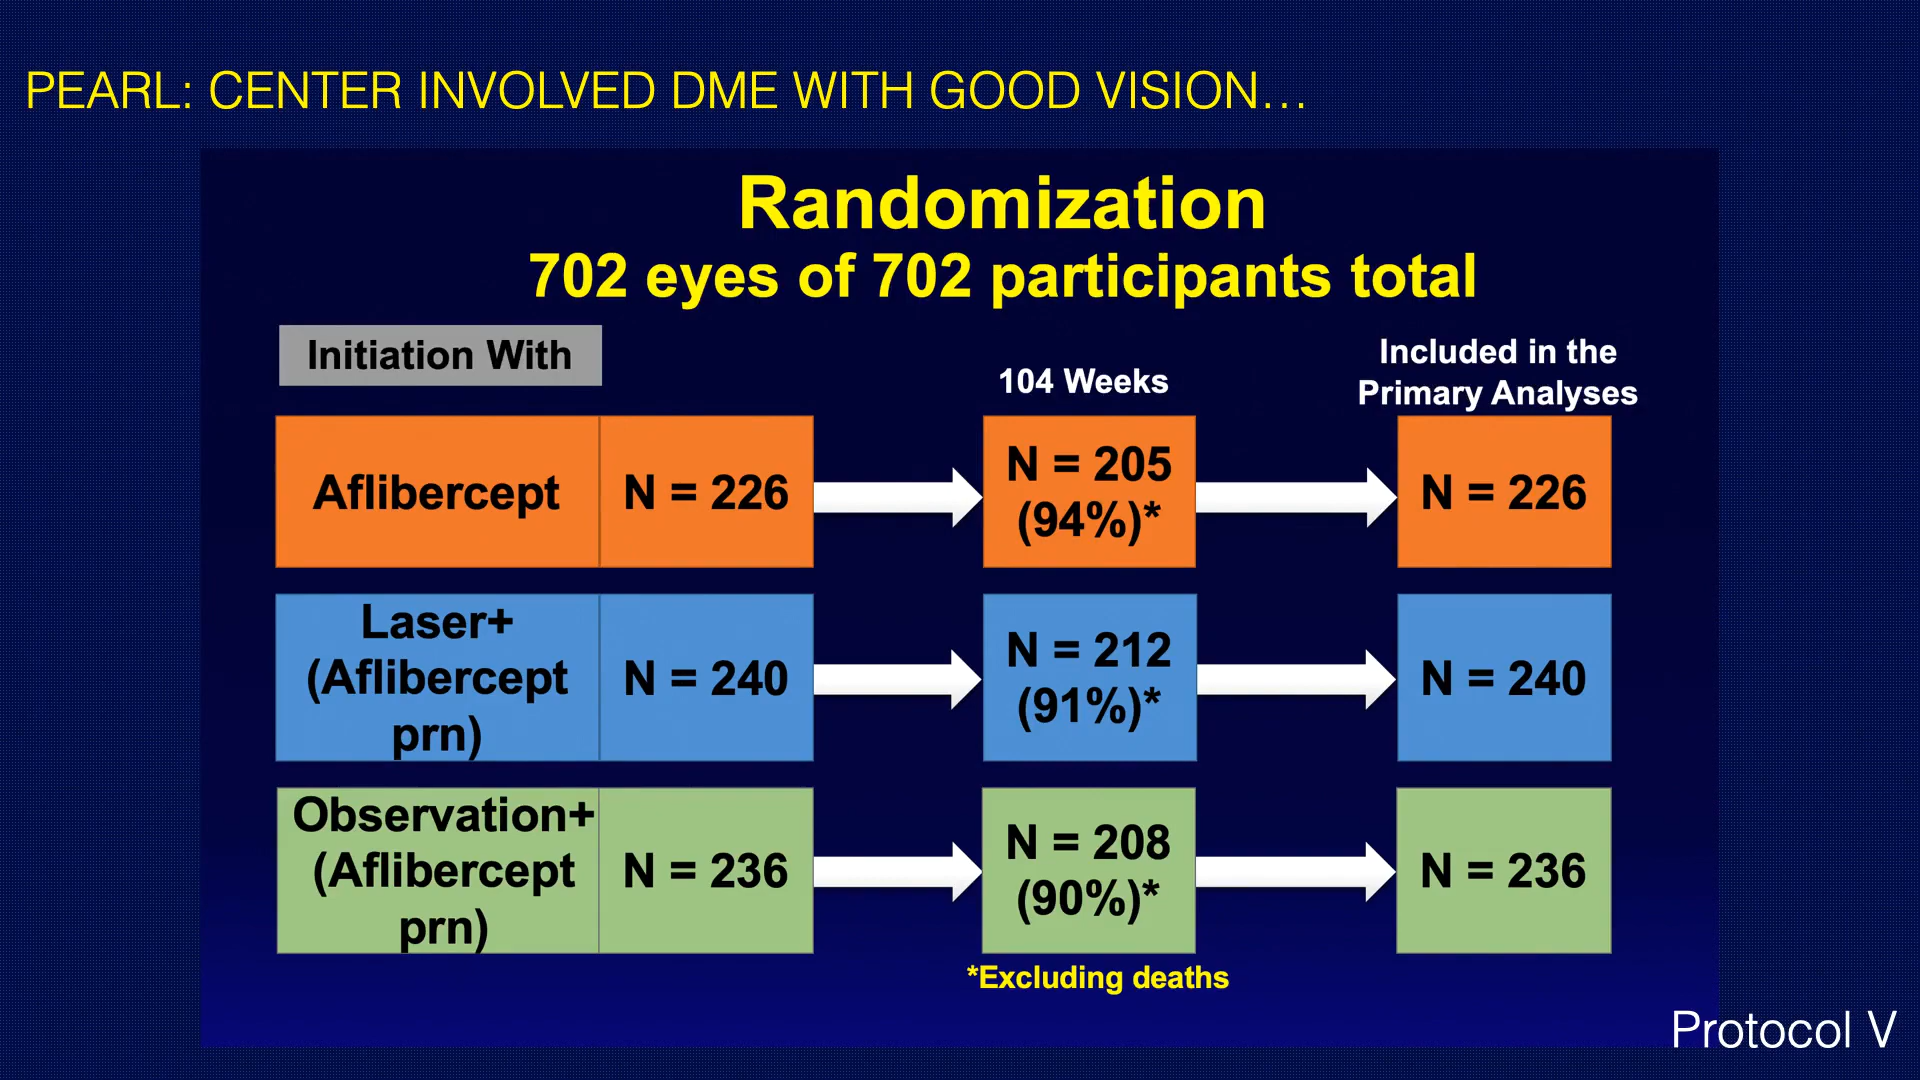 PEARL: CENTER INVOLVED DME WITH GOOD VISION...
Randomization
702 eyes of 702 participants total
Initiation With
104 Weeks
Included in the
Primary Analyses
Aflibercept
N = 226
N = 205
(94%)*
N = 226
Laser+
(Aflibercept
prn)
N = 240
N = 212
(91%)*
N = 240
Observation+
(Aflibercept
prn)
N = 236
N = 208
(90%)*
N = 236
*Excluding deaths
Protocol V